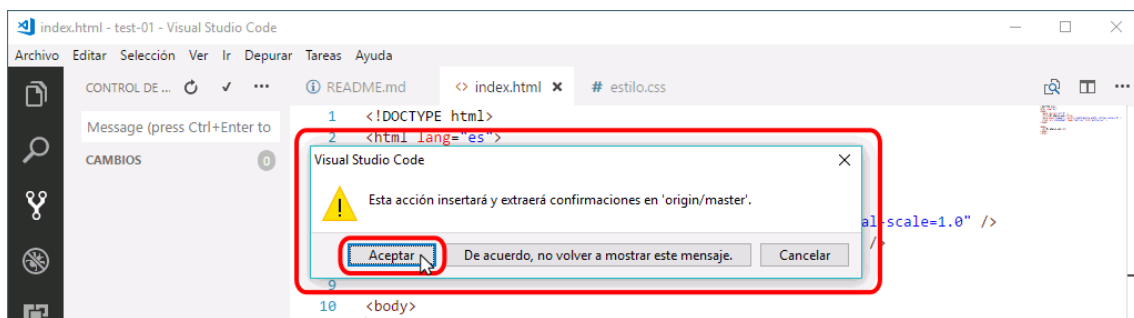 index.html - test-01 - Visual Studio Code
Archivo Editar Selección Ver Ir Depurar Tareas Ayuda
CONTROL DE ... README.md <> index.html # estilo.css
Message (press Ctrl+Enter to
CAMBIOS 0
1 <!DOCTYPE html>
2 <html lang="es">
Visual Studio Code
Esta acción insertará y extraerá confirmaciones en 'origin/master'.
al-scale=1.0" />
/>
Aceptar De acuerdo, no volver a mostrar este mensaje. Cancelar
9
10 <body>